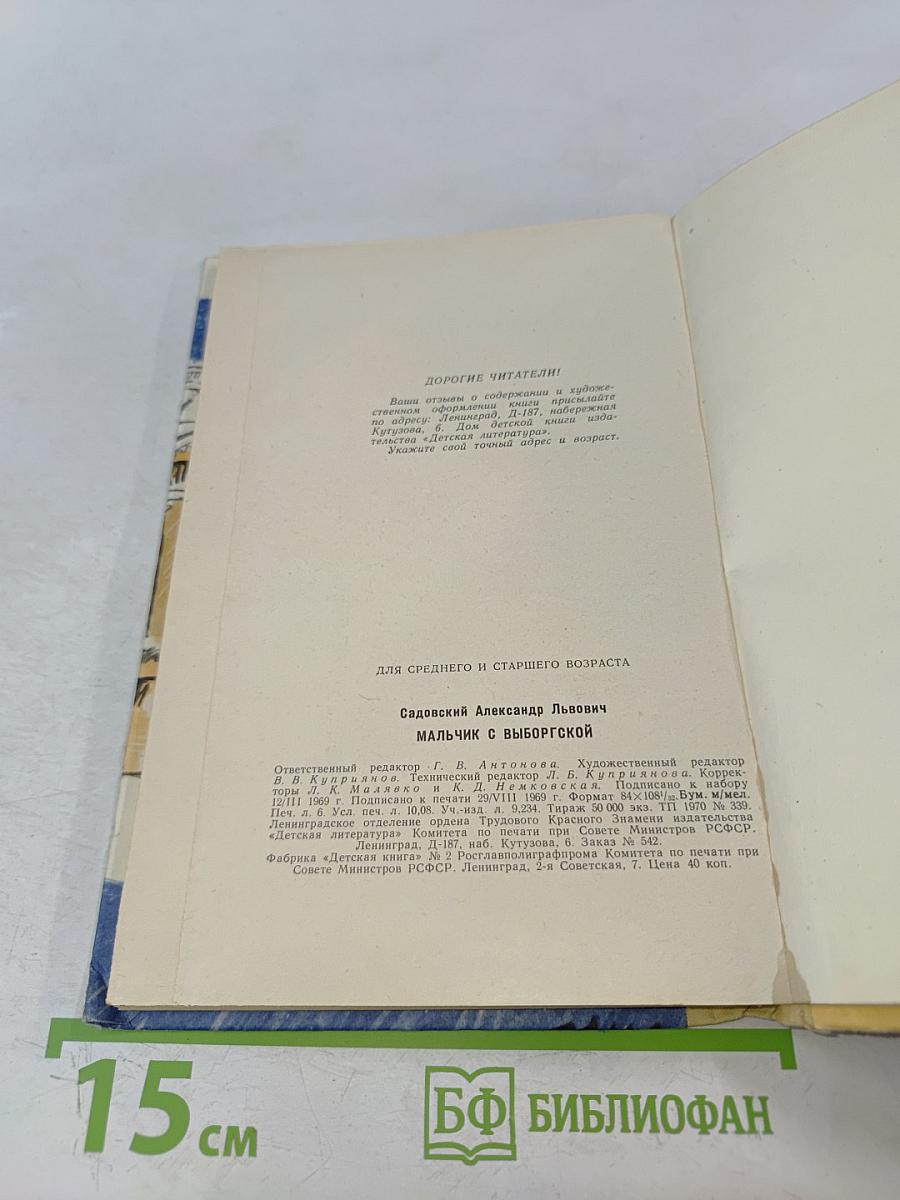 ДОРОГИЕ ЧИТАТЕЛИ!
Ваши отзывы о содержании и художе-
ственном оформлении книги присылайте
по адресу: Ленинград, Д-187, набережная
Кутузова, 6. Дом детской книги изда-
тельства «Детская литература».
Укажите свой точный адрес и возраст.
ДЛЯ СРЕДНЕГО И СТАРШЕГО ВОЗРАСТА
Садовский Александр Львович
МАЛЬЧИК С ВЫБОРГСКОЙ
Ответственный редактор Г. В. Антонова. Художественный редактор
В. В. Куприянов. Технический редактор Л. Б. Куприянова. Коррек-
торы Л. К. Малявко и К. Д. Немковская. Подписано к набору
12/III 1969 г. Подписано к печати 29/VIII 1969 г. Формат 84×108¹/₃₂. Бум. м/мел.
Печ. л. 6. Усл. печ. л. 10,08. Уч.-изд. л. 9,234. Тираж 50 000 экз. ТП 1970 № 339.
Ленинградское отделение ордена Трудового Красного Знамени издательства
«Детская литература» Комитета по печати при Совете Министров РСФСР.
Ленинград, Д-187, наб. Кутузова, 6. Заказ № 542.
Фабрика «Детская книга» № 2 Росглавполиграфпрома Комитета по печати при
Совете Министров РСФСР. Ленинград, 2-я Советская, 7. Цена 40 коп.
15 см
БФ БИБЛИОФАН